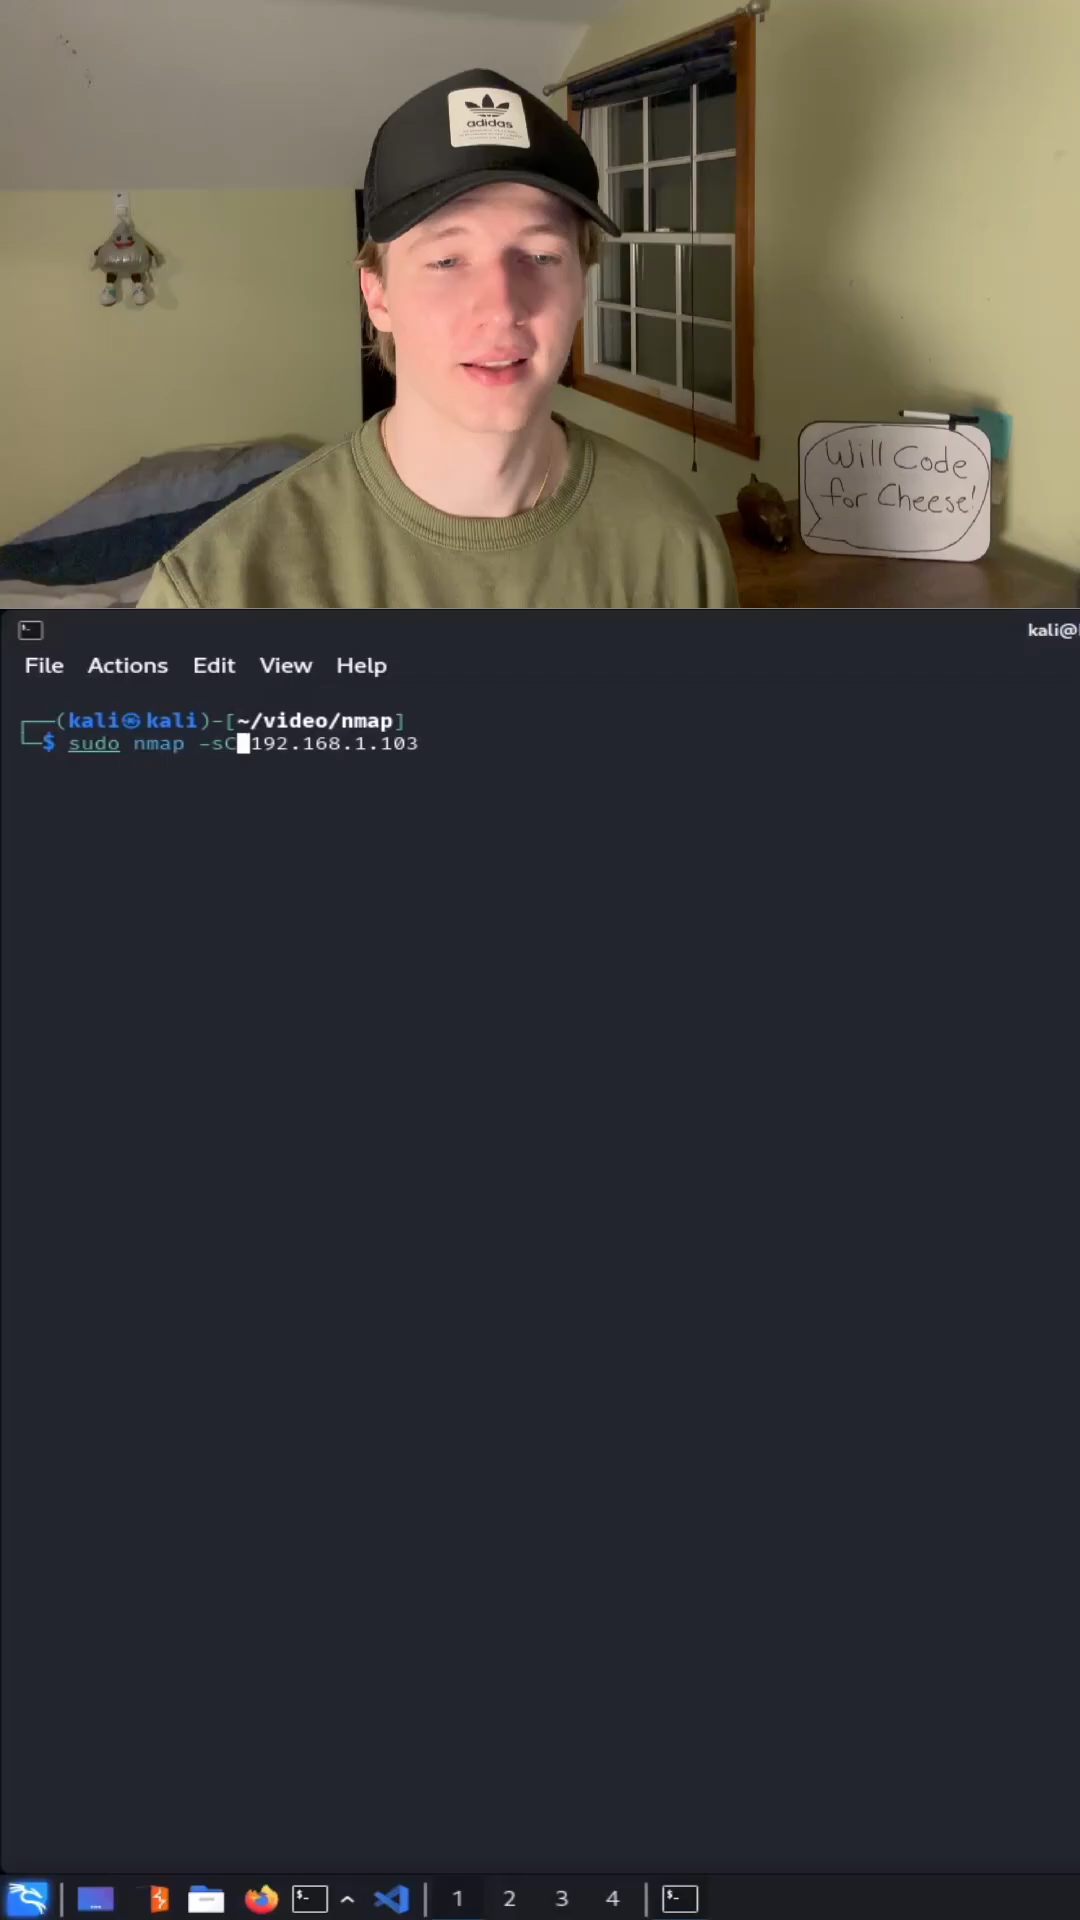 adidas
Will Code
for Cheese!
kali@
File Actions Edit View Help
┌──(kali㉿kali)-[~/video/nmap]
└─$ sudo nmap -sC 192.168.1.103
1 2 3 4